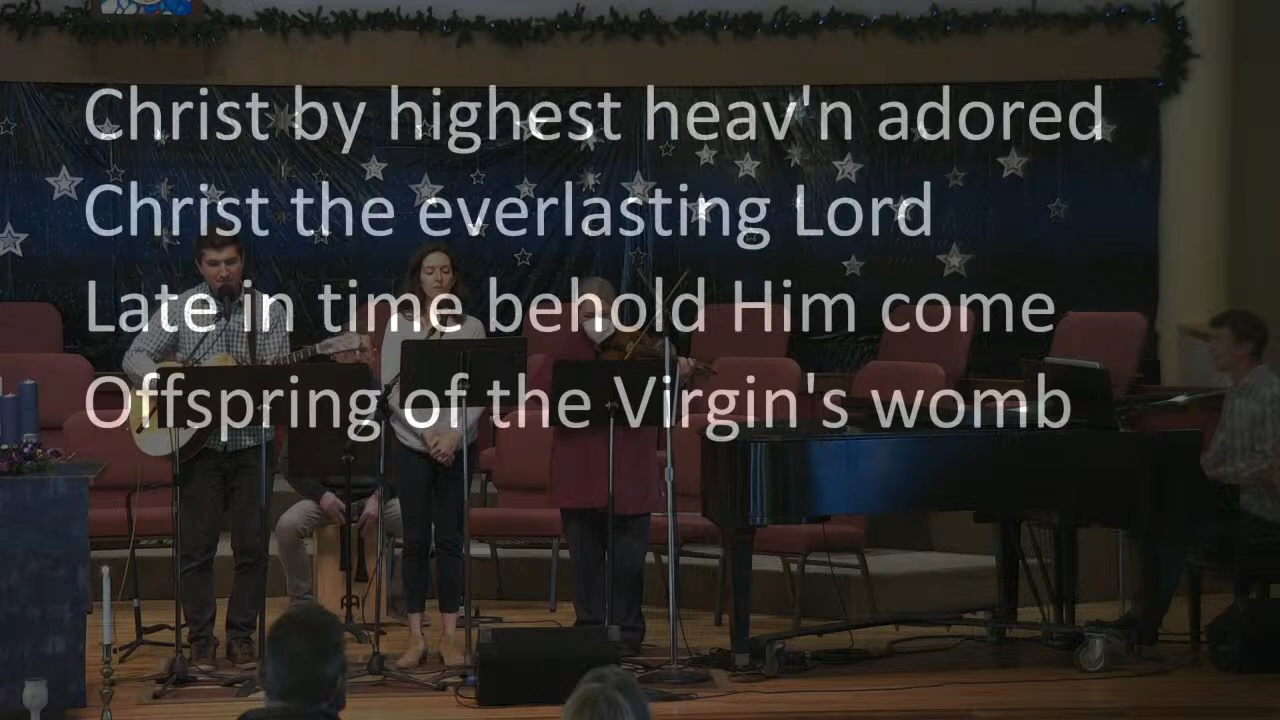 Christ by highest heav'n adored
Christ the everlasting Lord
Late in time behold Him come
Offspring of the Virgin's womb